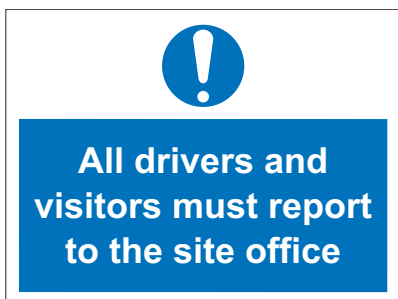 All drivers and
visitors must report
to the site office